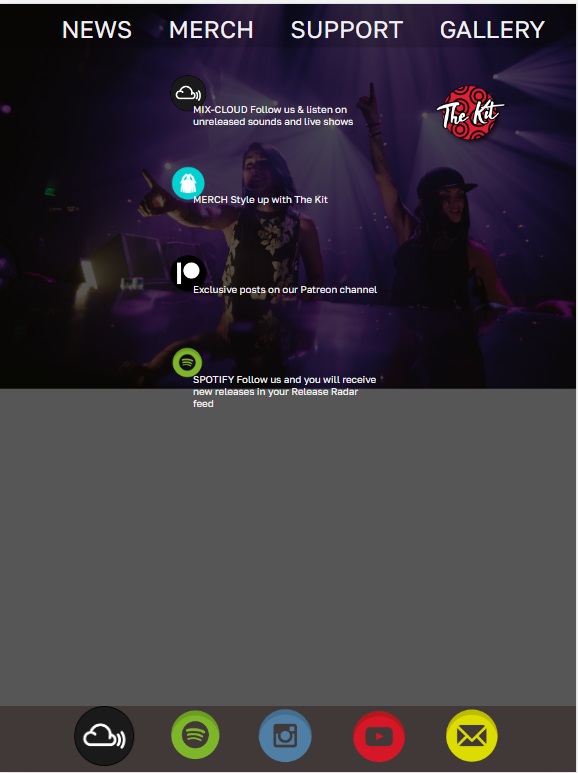 NEWS MERCH SUPPORT GALLERY
MIX-CLOUD Follow us & listen on
unreleased sounds and live shows
The Kit
MERCH Style up with The Kit
Exclusive posts on our Patreon channel
SPOTIFY Follow us and you will receive
new releases in your Release Radar
feed